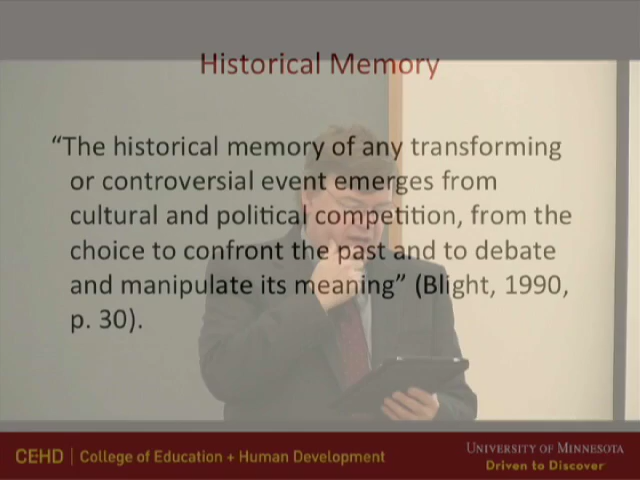 Historical Memory
“The historical memory of any transforming
or controversial event emerges from
cultural and political competition, from the
choice to confront the past and to debate
and manipulate its meaning” (Blight, 1990,
p. 30).
CEHD | College of Education + Human Development
UNIVERSITY OF MINNESOTA
Driven to Discover